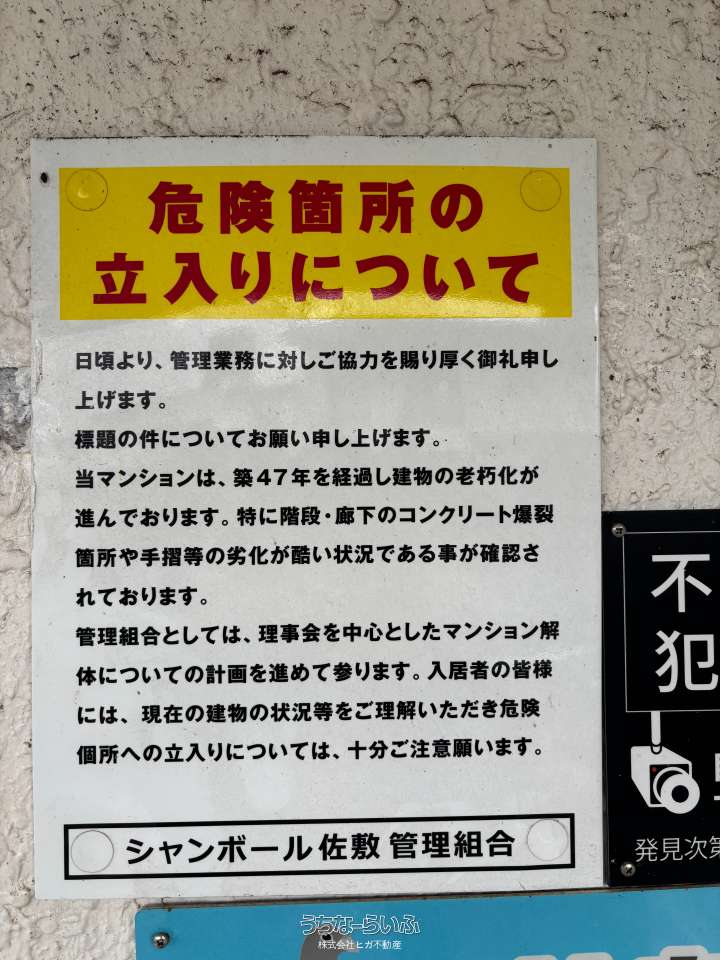 危険箇所の
立入りについて
日頃より、管理業務に対しご協力を賜り厚く御礼申し
上げます。
標題の件についてお願い申し上げます。
当マンションは、築47年を経過し建物の老朽化が
進んでおります。特に階段・廊下のコンクリート爆裂
箇所や手摺等の劣化が酷い状況である事が確認さ
れております。
管理組合としては、理事会を中心としたマンション解
体についての計画を進めて参ります。入居者の皆様
には、現在の建物の状況等をご理解いただき危険
個所への立入りについては、十分ご注意願います。
シャンボール佐敷 管理組合
不
犯
発見次第
うちなーらいふ
株式会社ヒガ不動産